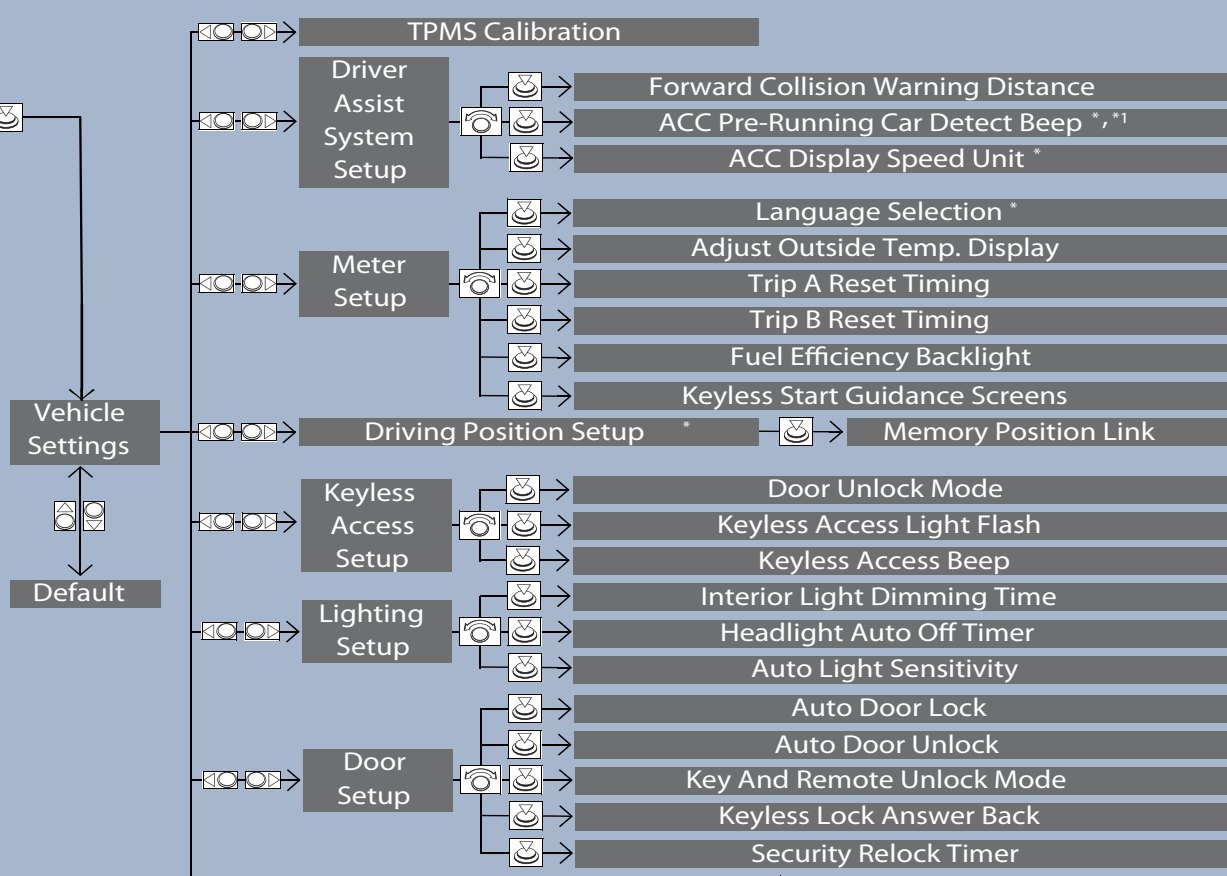 TPMS Calibration
Driver
Assist
System
Setup
Forward Collision Warning Distance
ACC Pre-Running Car Detect Beep *, *1
ACC Display Speed Unit *
Meter
Setup
Language Selection *
Adjust Outside Temp. Display
Trip A Reset Timing
Trip B Reset Timing
Fuel Efficiency Backlight
Keyless Start Guidance Screens
Vehicle
Settings
Driving Position Setup *
Memory Position Link
Keyless
Access
Setup
Door Unlock Mode
Keyless Access Light Flash
Keyless Access Beep
Default
Lighting
Setup
Interior Light Dimming Time
Headlight Auto Off Timer
Auto Light Sensitivity
Door
Setup
Auto Door Lock
Auto Door Unlock
Key And Remote Unlock Mode
Keyless Lock Answer Back
Security Relock Timer